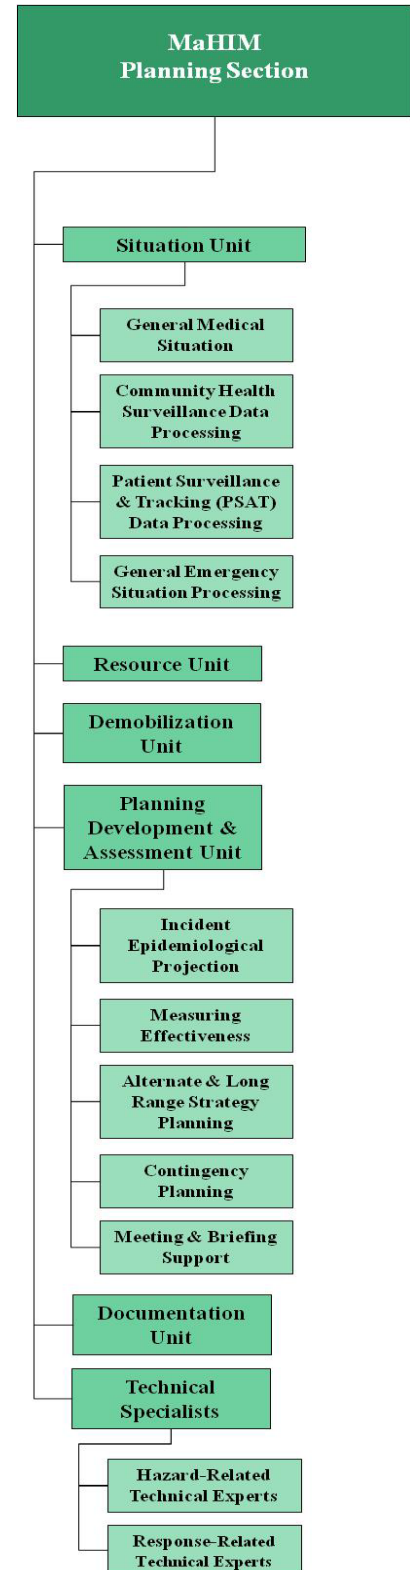 MaHIM
Planning Section
Situation Unit
General Medical
Situation
Community Health
Surveillance Data
Processing
Patient Surveillance
& Tracking (PSAT)
Data Processing
General Emergency
Situation Processing
Resource Unit
Demobilization
Unit
Planning
Development &
Assessment Unit
Incident
Epidemiological
Projection
Measuring
Effectiveness
Alternate & Long
Range Strategy
Planning
Contingency
Planning
Meeting & Briefing
Support
Documentation
Unit
Technical
Specialists
Hazard-Related
Technical Experts
Response-Related
Technical Experts